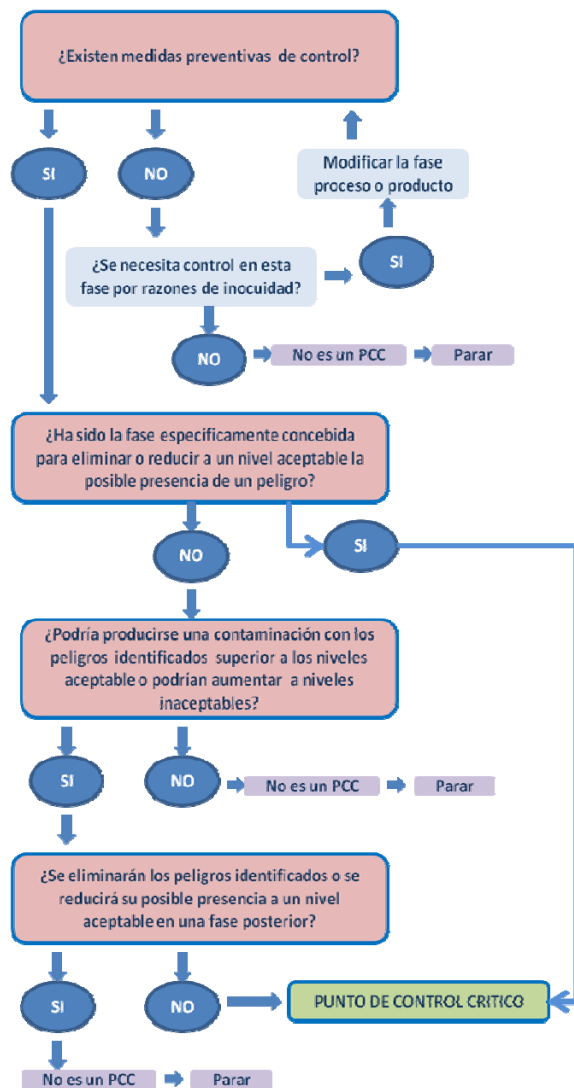 ¿Existen medidas preventivas de control?
SI
NO
Modificar la fase
proceso o producto
¿Se necesita control en esta
fase por razones de inocuidad?
SI
NO
No es un PCC
Parar
¿Ha sido la fase específicamente concebida
para eliminar o reducir a un nivel aceptable la
posible presencia de un peligro?
NO
SI
¿Podría producirse una contaminación con los
peligros identificados superior a los niveles
aceptable o podrían aumentar a niveles
inaceptables?
SI
NO
No es un PCC
Parar
¿Se eliminarán los peligros identificados o se
reducirá su posible presencia a un nivel
aceptable en una fase posterior?
SI
NO
PUNTO DE CONTROL CRITICO
No es un PCC
Parar